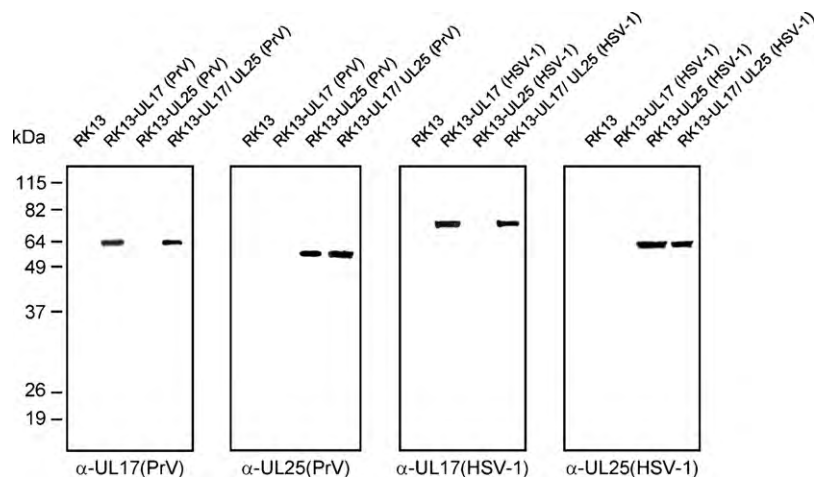 kDa
115
82
64
49
37
26
19
RK13
RK13-UL17 (PrV)
RK13-UL25 (PrV)
RK13-UL17/ UL25 (PrV)
RK13
RK13-UL17 (PrV)
RK13-UL25 (PrV)
RK13-UL17/ UL25 (PrV)
RK13
RK13-UL17 (HSV-1)
RK13-UL25 (HSV-1)
RK13-UL17/ UL25 (HSV-1)
RK13
RK13-UL17 (HSV-1)
RK13-UL25 (HSV-1)
RK13-UL17/ UL25 (HSV-1)
α-UL17(PrV)
α-UL25(PrV)
α-UL17(HSV-1)
α-UL25(HSV-1)